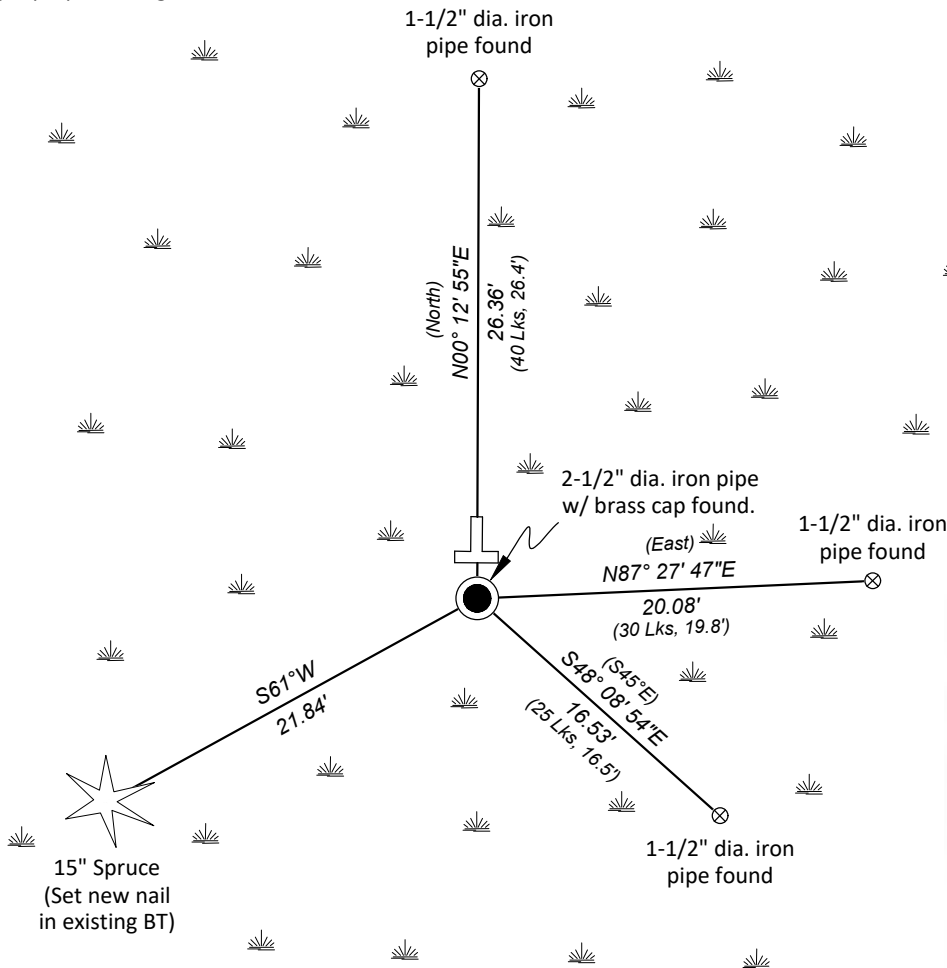 1-1/2" dia. iron
pipe found
(North)
N00° 12' 55"E
26.36'
(40 Lks, 26.4')
2-1/2" dia. iron pipe
w/ brass cap found.
1-1/2" dia. iron
pipe found
(East)
N87° 27' 47"E
20.08'
(30 Lks, 19.8')
(S45°E)
S48° 08' 54"E
16.53'
(25 Lks, 16.5')
S61°W
21.84'
15" Spruce
(Set new nail
in existing BT)
1-1/2" dia. iron
pipe found